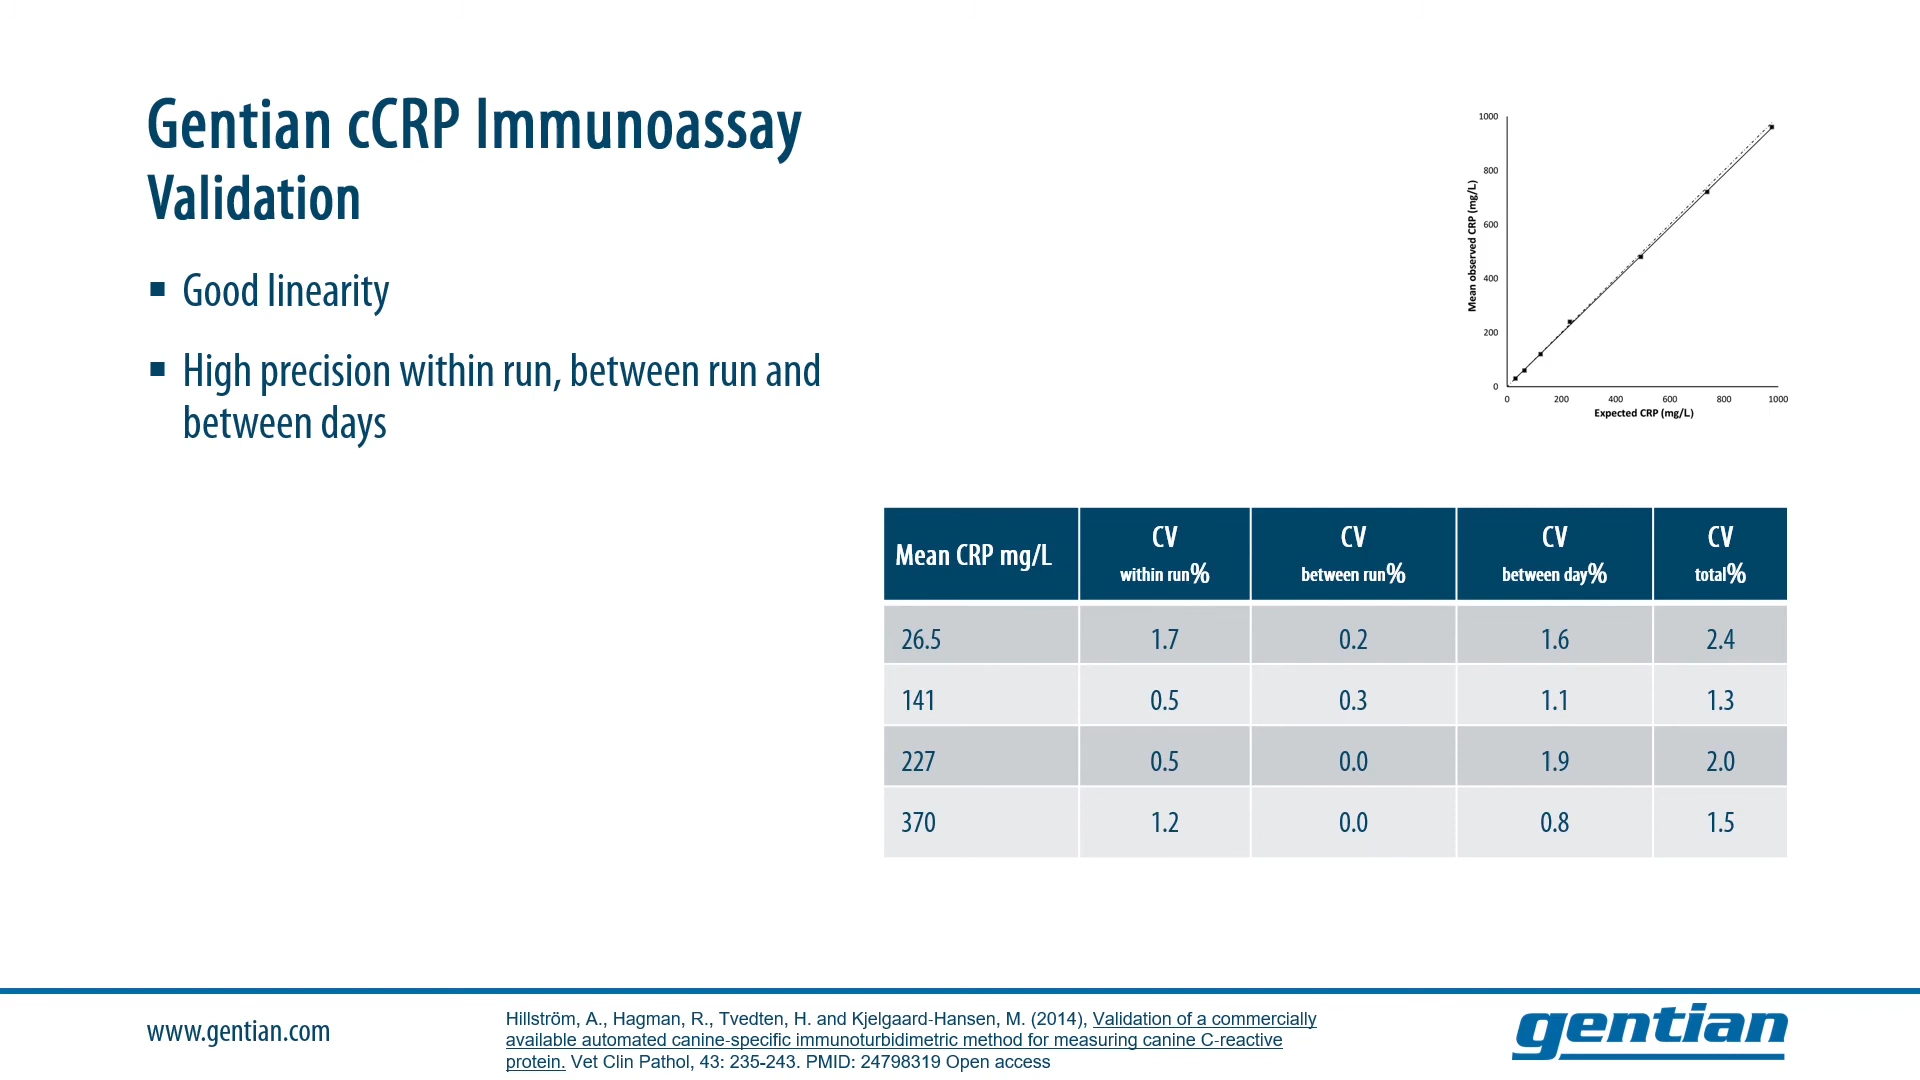 Gentian cCRP Immunoassay
Validation
▪ Good linearity
▪ High precision within run, between run and
between days
Mean observed CRP (mg/L)
1000
800
600
400
200
0
0 200 400 600 800 1000
Expected CRP (mg/L)
Mean CRP mg/L CV within run% CV between run% CV between day% CV total%
26.5 1.7 0.2 1.6 2.4
141 0.5 0.3 1.1 1.3
227 0.5 0.0 1.9 2.0
370 1.2 0.0 0.8 1.5
www.gentian.com
Hillström, A., Hagman, R., Tvedten, H. and Kjelgaard-Hansen, M. (2014), Validation of a commercially
available automated canine-specific immunoturbidimetric method for measuring canine C-reactive
protein. Vet Clin Pathol, 43: 235-243. PMID: 24798319 Open access
gentian